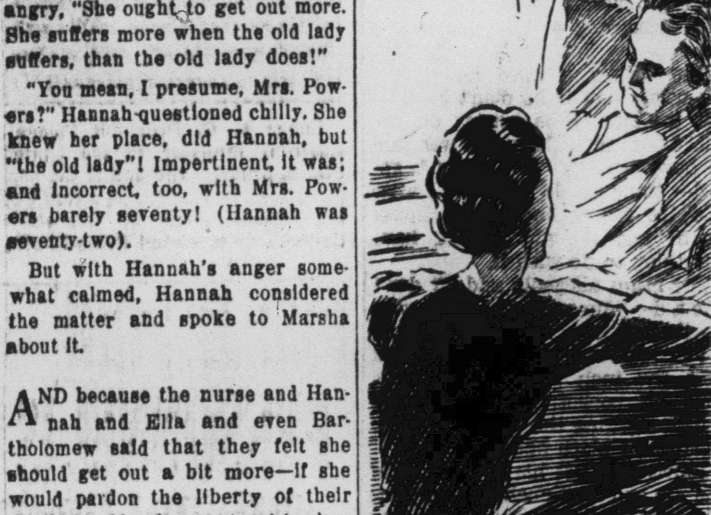 angry, "She ought to get out more.
She suffers more when the old lady
suffers, than the old lady does!"
"You mean, I presume, Mrs. Pow-
ers?" Hannah questioned chilly. She
knew her place, did Hannah, but
"the old lady"! Impertinent, it was;
and incorrect, too, with Mrs. Pow-
ers barely seventy! (Hannah was
seventy-two).
But with Hannah's anger some-
what calmed, Hannah considered
the matter and spoke to Marsha
about it.
AND because the nurse and Han-
nah and Ella and even Bar-
tholomew said that they felt she
should get out a bit more—if she
would pardon the liberty of their